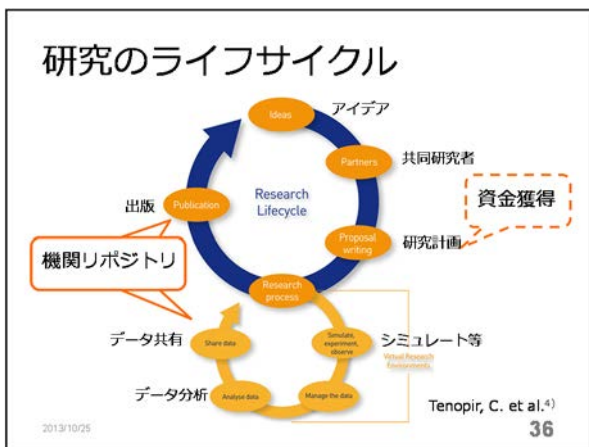 研究のライフサイクル
Ideas
アイデア
Partners
共同研究者
Research
Lifecycle
資金獲得
出版
Publication
Proposal
writing
研究計画
機関リポジトリ
Research
process
データ共有
Share data
Simulate,
experiment,
observe
シミュレート等
Virtual Research
Environments
データ分析
Analyse data
Manage the data
Tenopir, C. et al.4)
2013/10/25
36